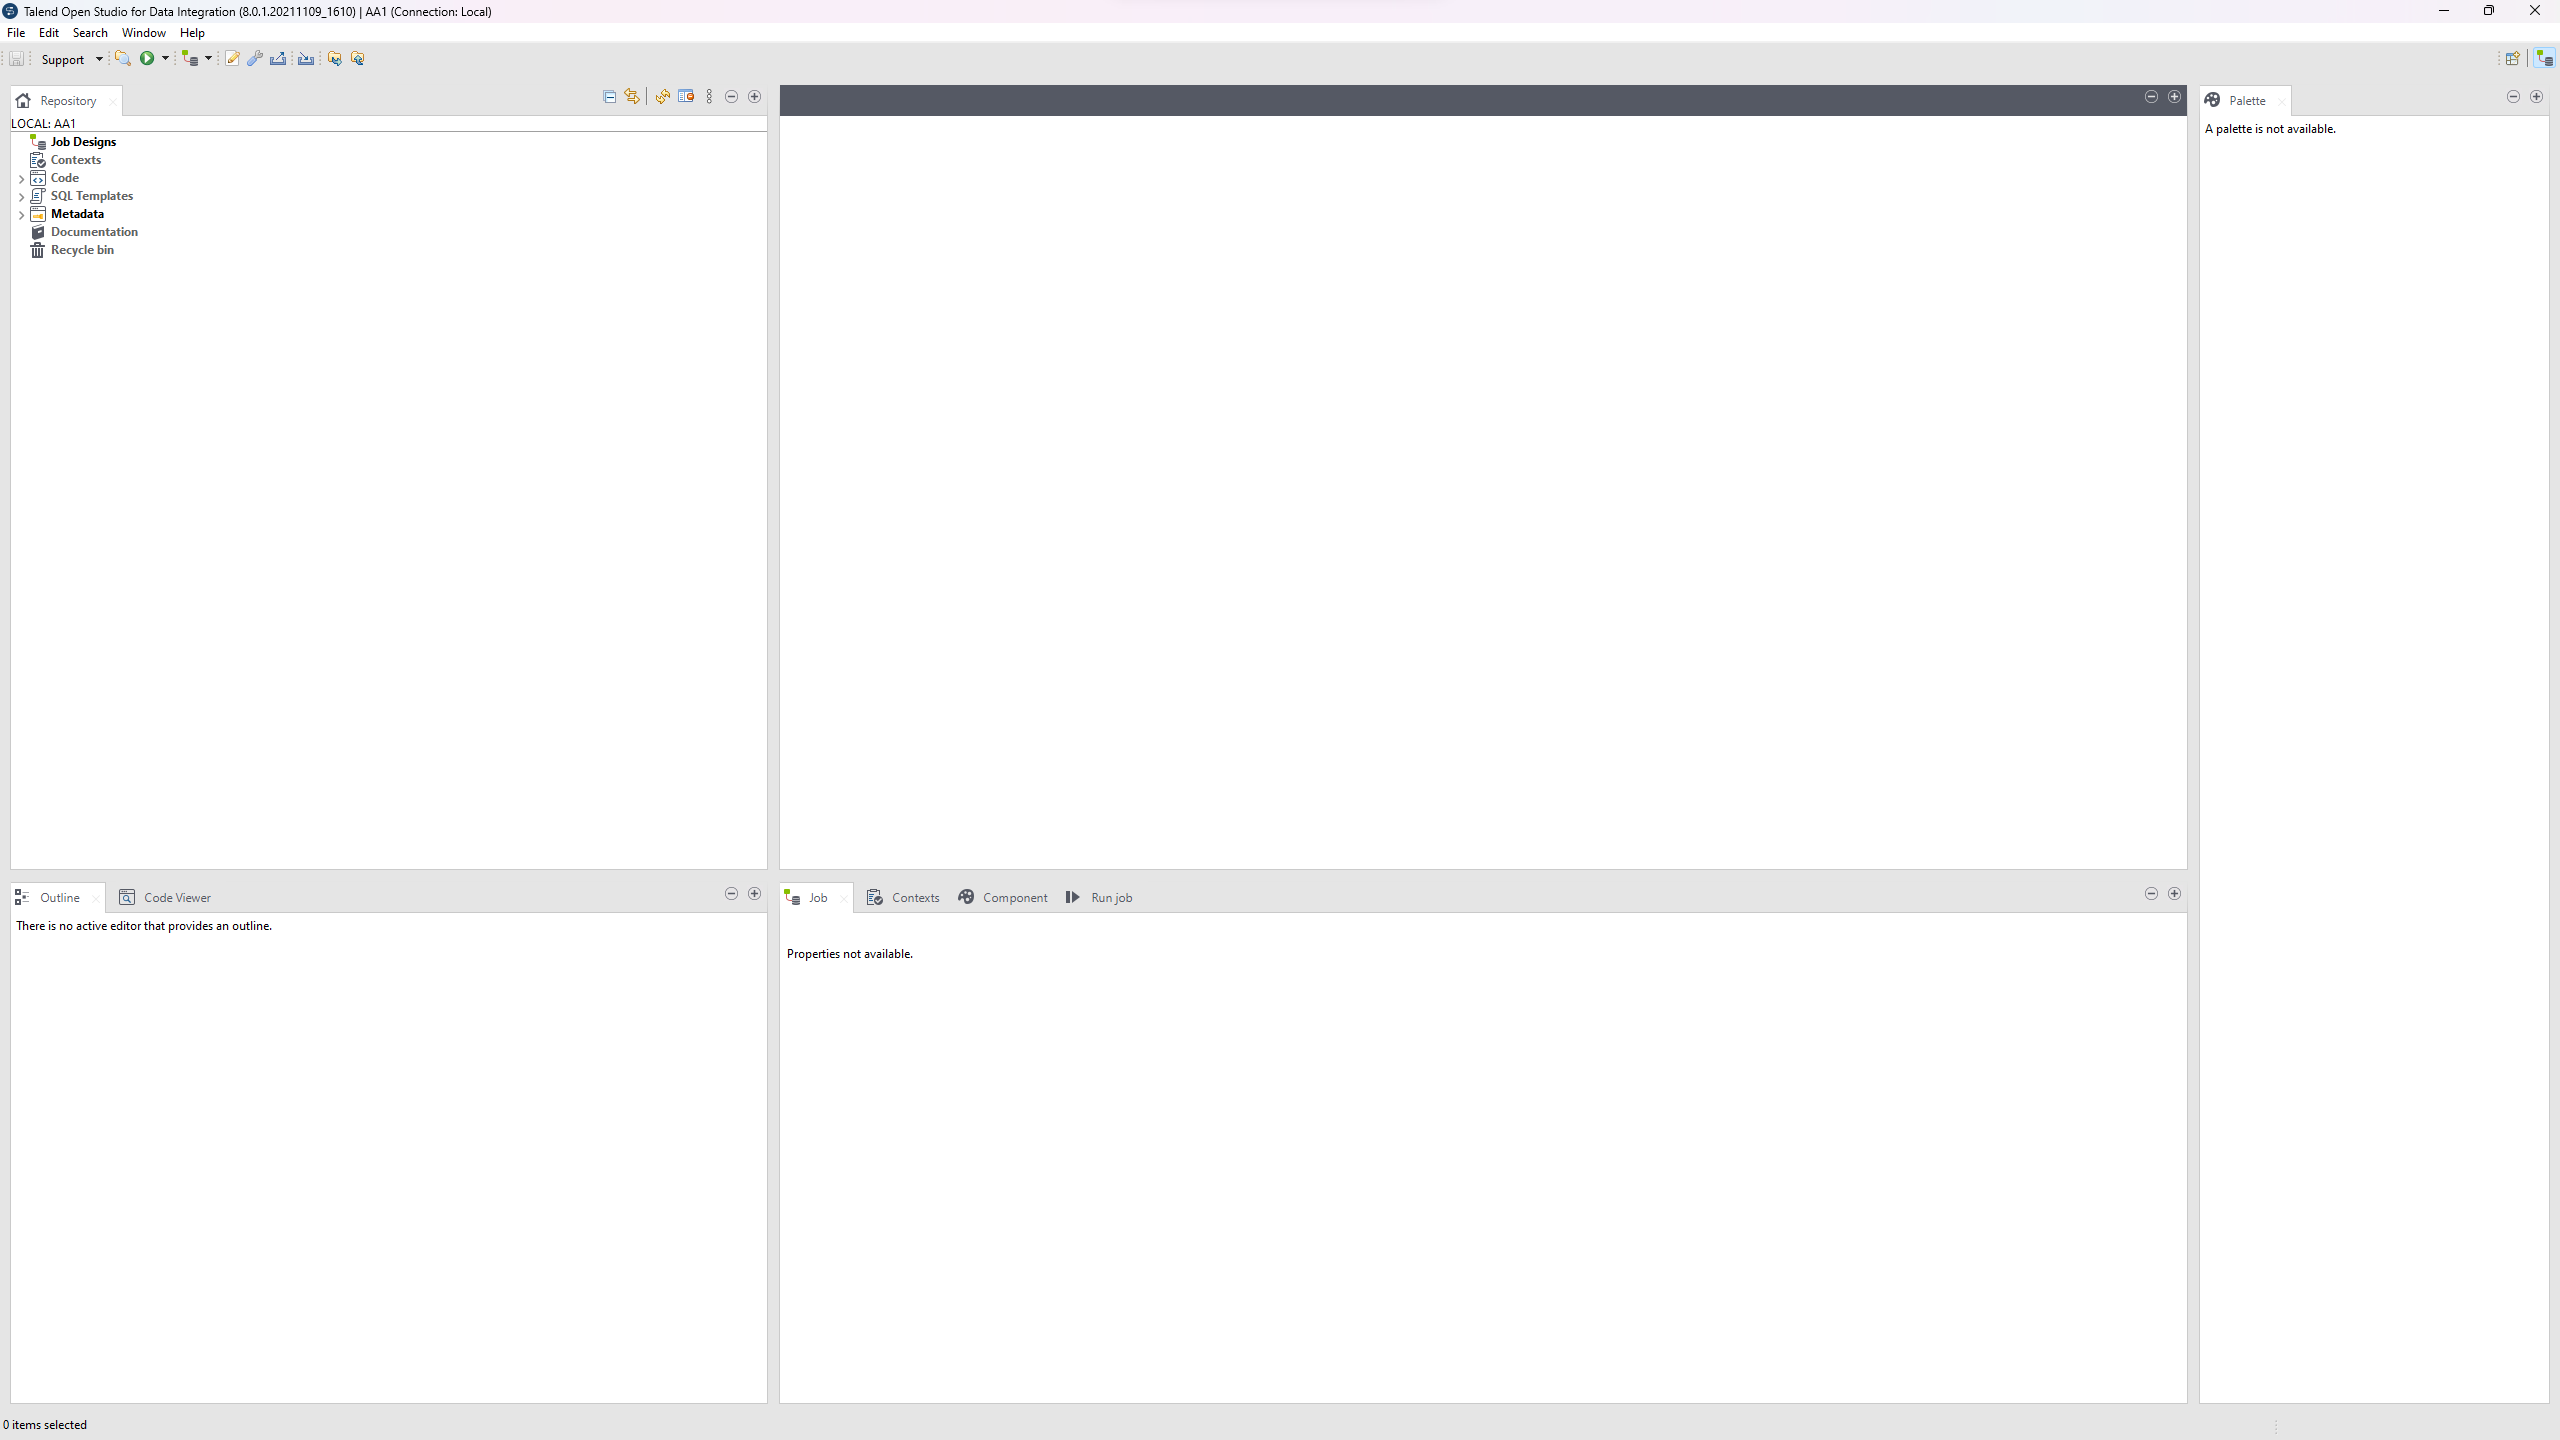 Talend Open Studio for Data Integration (8.0.1.20211109_1610) | AA1 (Connection: Local)
File Edit Search Window Help
Support
Repository
LOCAL: AA1
Job Designs
Contexts
Code
SQL Templates
Metadata
Documentation
Recycle bin
Palette
A palette is not available.
Outline Code Viewer
There is no active editor that provides an outline.
Job Contexts Component Run job
Properties not available.
0 items selected